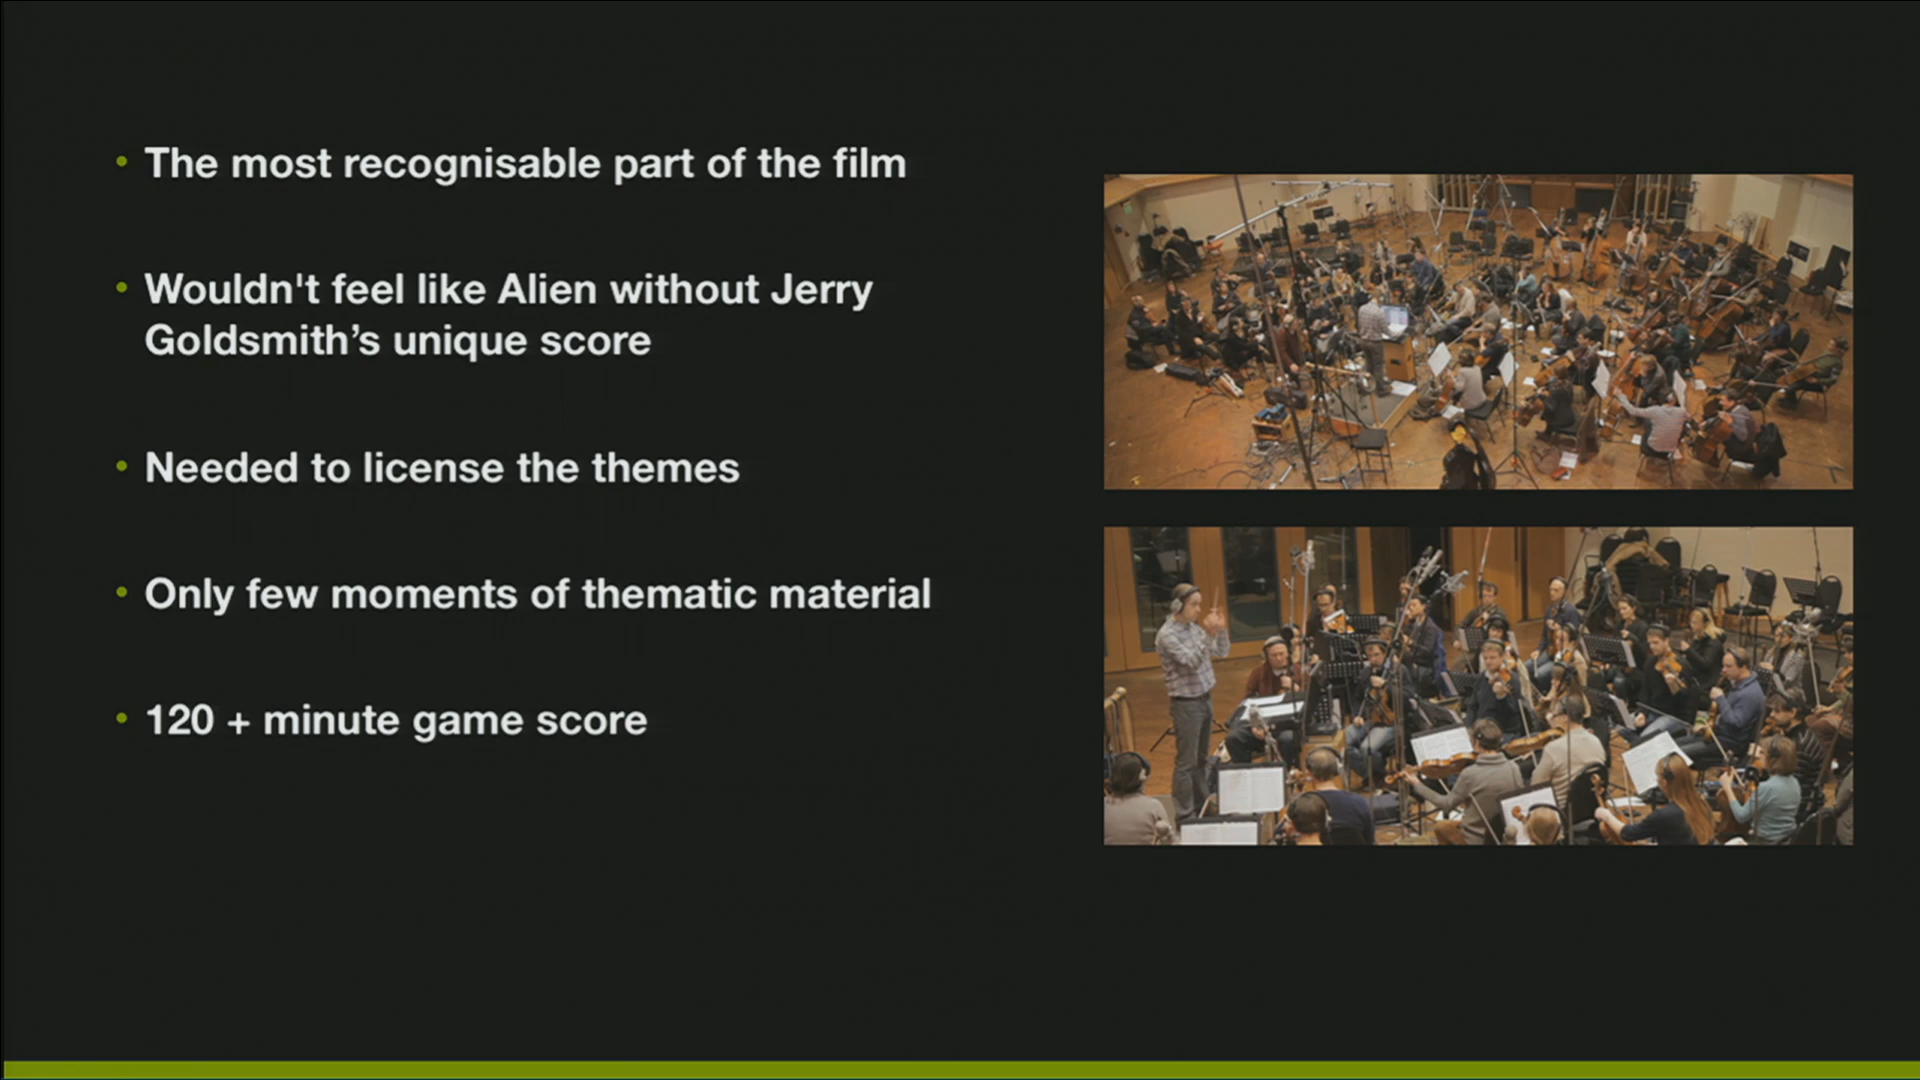 • The most recognisable part of the film
• Wouldn't feel like Alien without Jerry
Goldsmith’s unique score
• Needed to license the themes
• Only few moments of thematic material
• 120 + minute game score